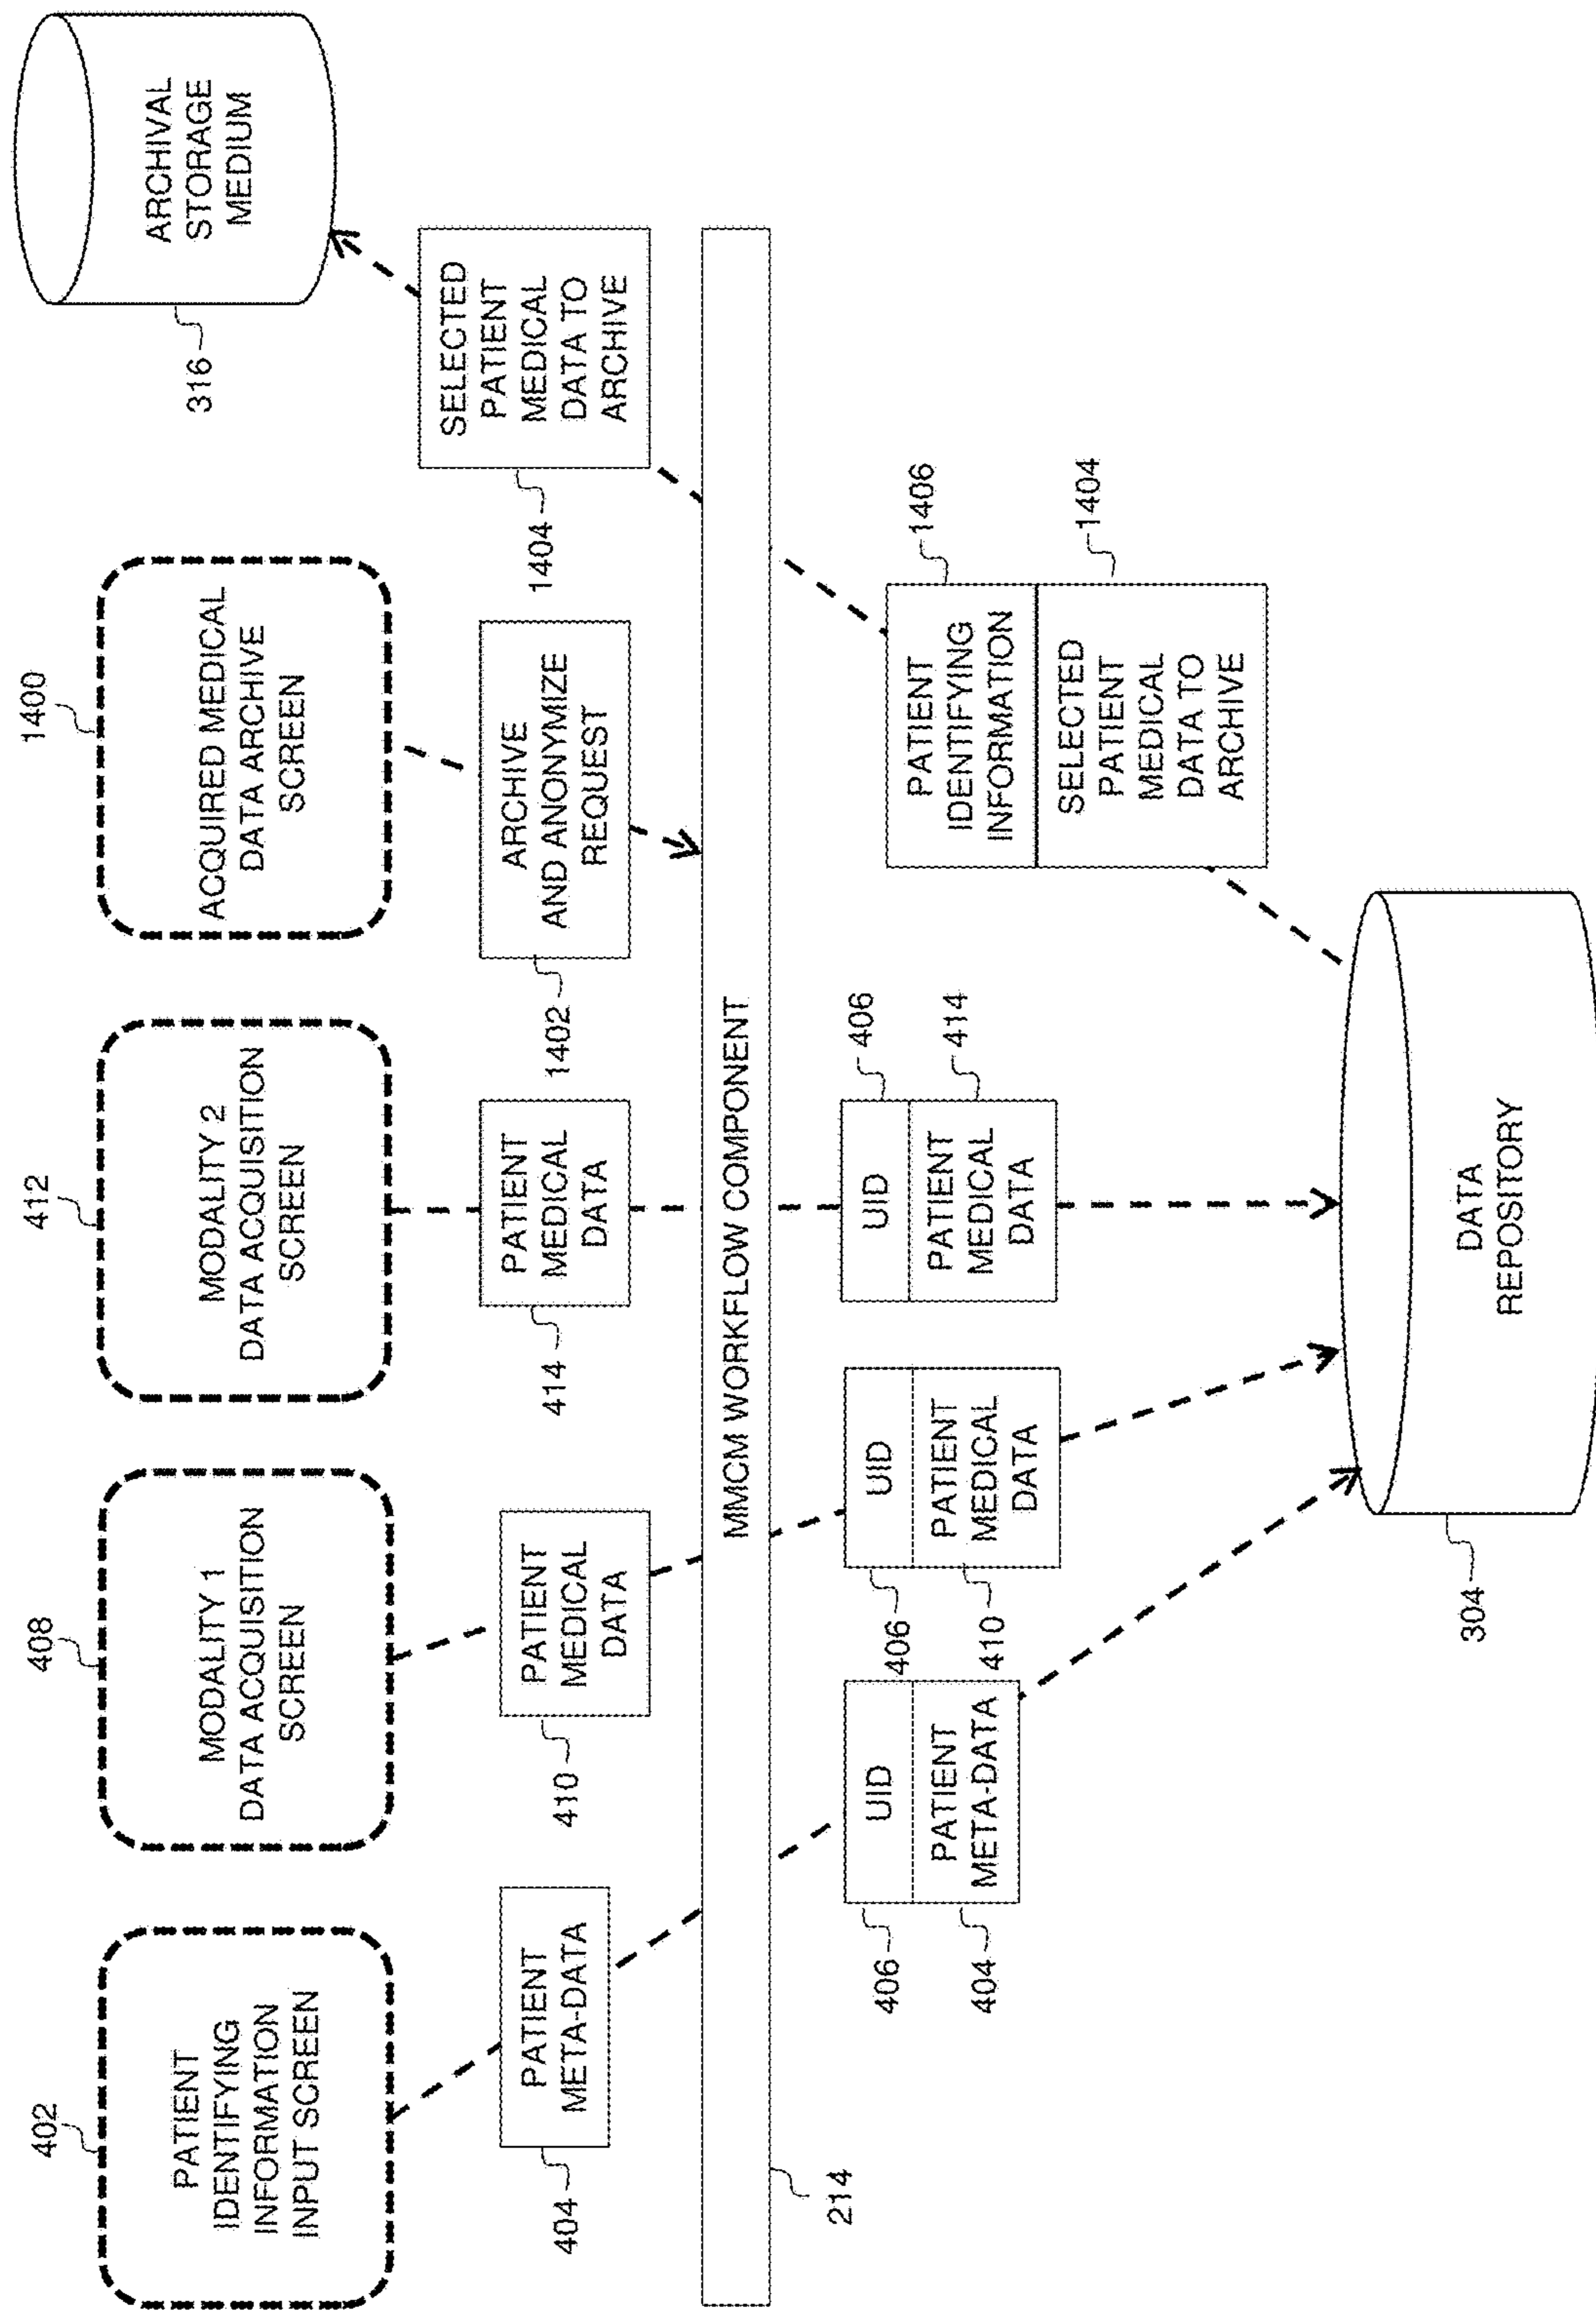 402
PATIENT
IDENTIFYING
INFORMATION
INPUT SCREEN
408
MODALITY 1
DATA ACQUISITION
SCREEN
412
MODALITY 2
DATA ACQUISITION
SCREEN
1400
ACQUIRED MEDICAL
DATA ARCHIVE
SCREEN
316
ARCHIVAL
STORAGE
MEDIUM
404
PATIENT
META-DATA
410
PATIENT
MEDICAL
DATA
414
PATIENT
MEDICAL
DATA
1402
ARCHIVE
AND ANONYMIZE
REQUEST
1404
SELECTED
PATIENT
MEDICAL
DATA TO
ARCHIVE
214
MMCM WORKFLOW COMPONENT
406
UID
404
PATIENT
META-DATA
406
UID
410
PATIENT
MEDICAL
DATA
406
UID
414
PATIENT
MEDICAL
DATA
1406
PATIENT
IDENTIFYING
INFORMATION
1404
SELECTED
PATIENT
MEDICAL
DATA TO
ARCHIVE
304
DATA
REPOSITORY